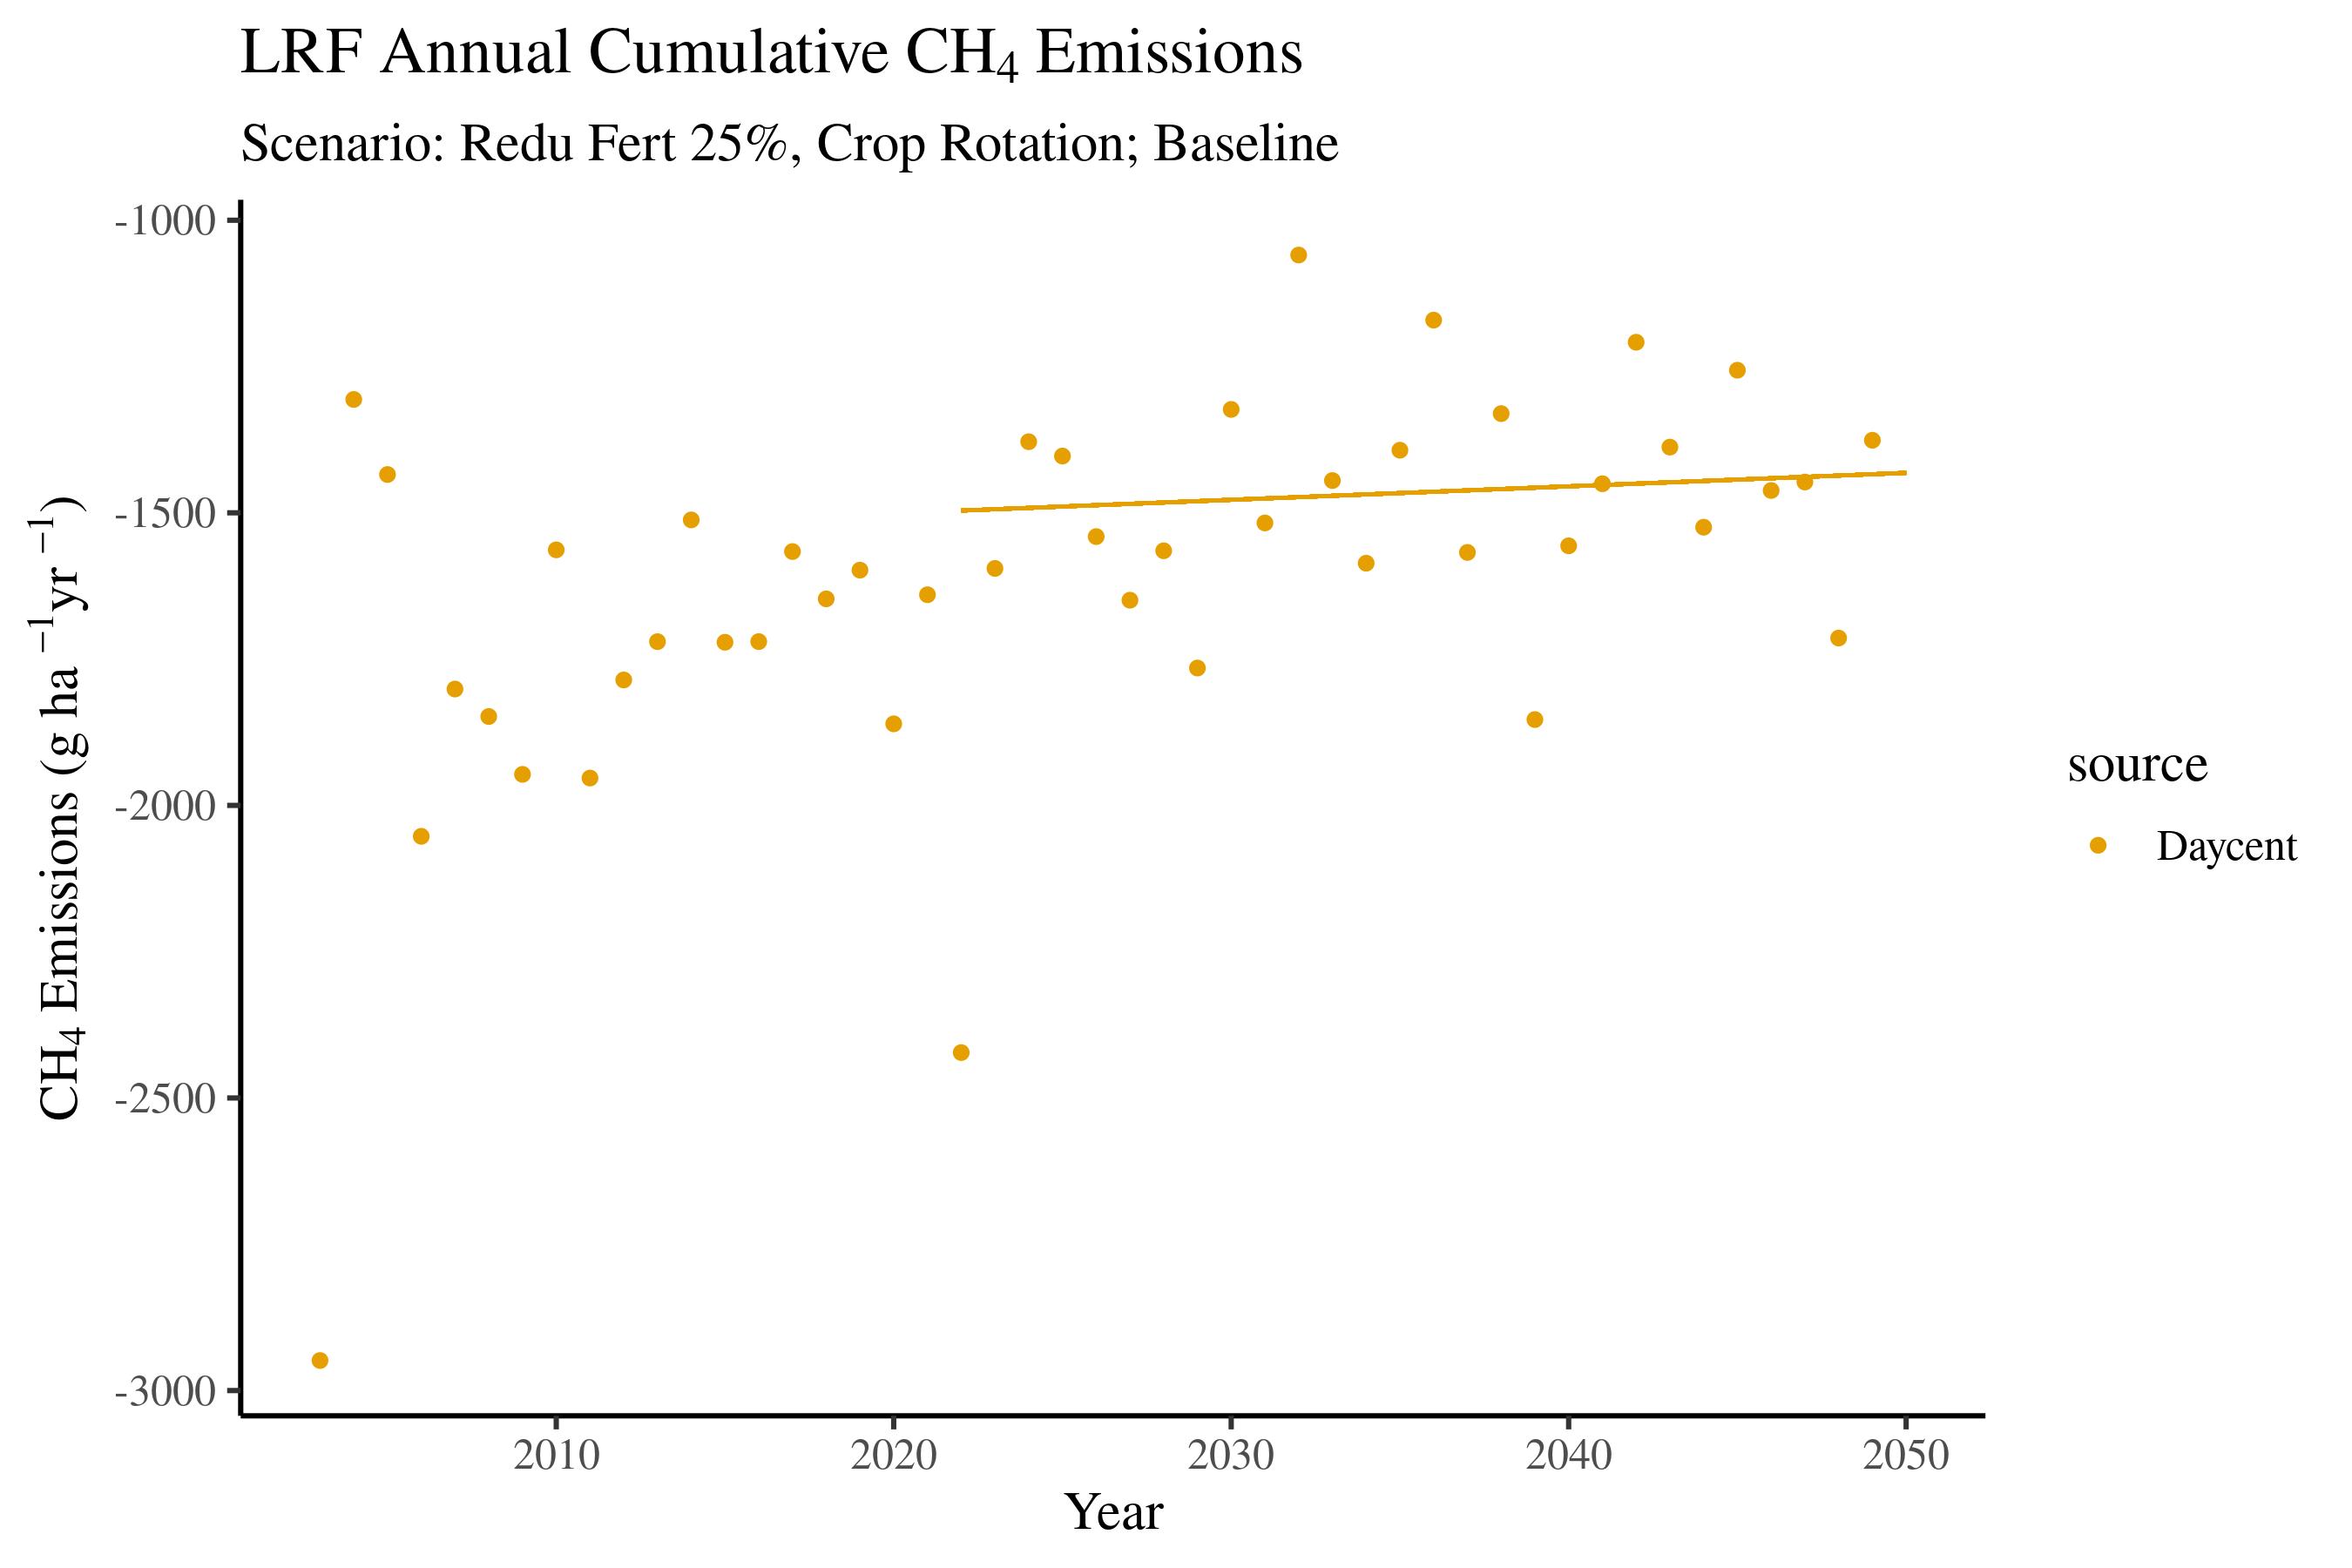 LRF Annual Cumulative CH₄ Emissions
Scenario: Redu Fert 25%, Crop Rotation; Baseline
CH₄ Emissions (g ha ⁻¹yr ⁻¹)
-1000
-1500
-2000
-2500
-3000
source
Daycent
2010 2020 2030 2040 2050
Year